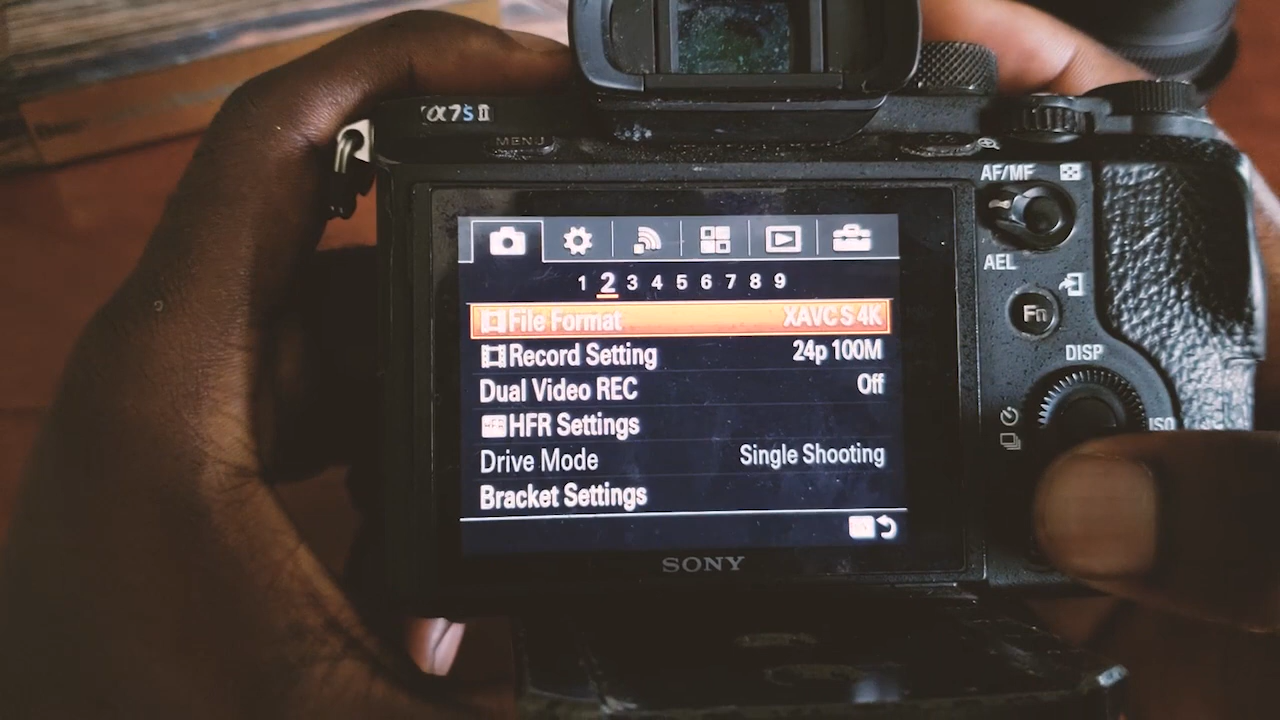 α7SⅡ
MENU
AF/MF
AEL
Fn
DISP
ISO
1 2 3 4 5 6 7 8 9
File Format XAVC S 4K
Record Setting 24p 100M
Dual Video REC Off
HFR HFR Settings
Drive Mode Single Shooting
Bracket Settings
SONY